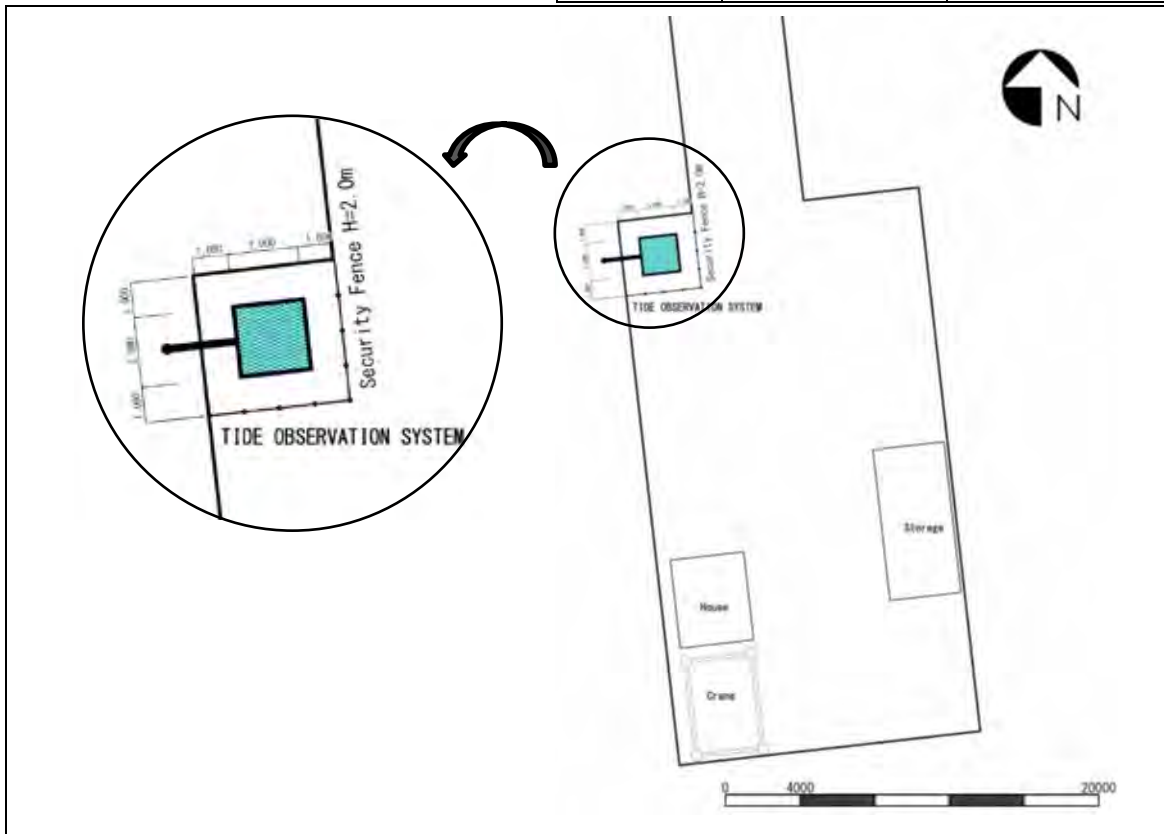 N
Security Fence H=2.0m
TIDE OBSERVATION SYSTEM
Security Fence H=2.0m
TIDE OBSERVATION SYSTEM
Storage
House
Crane
0 4000 20000